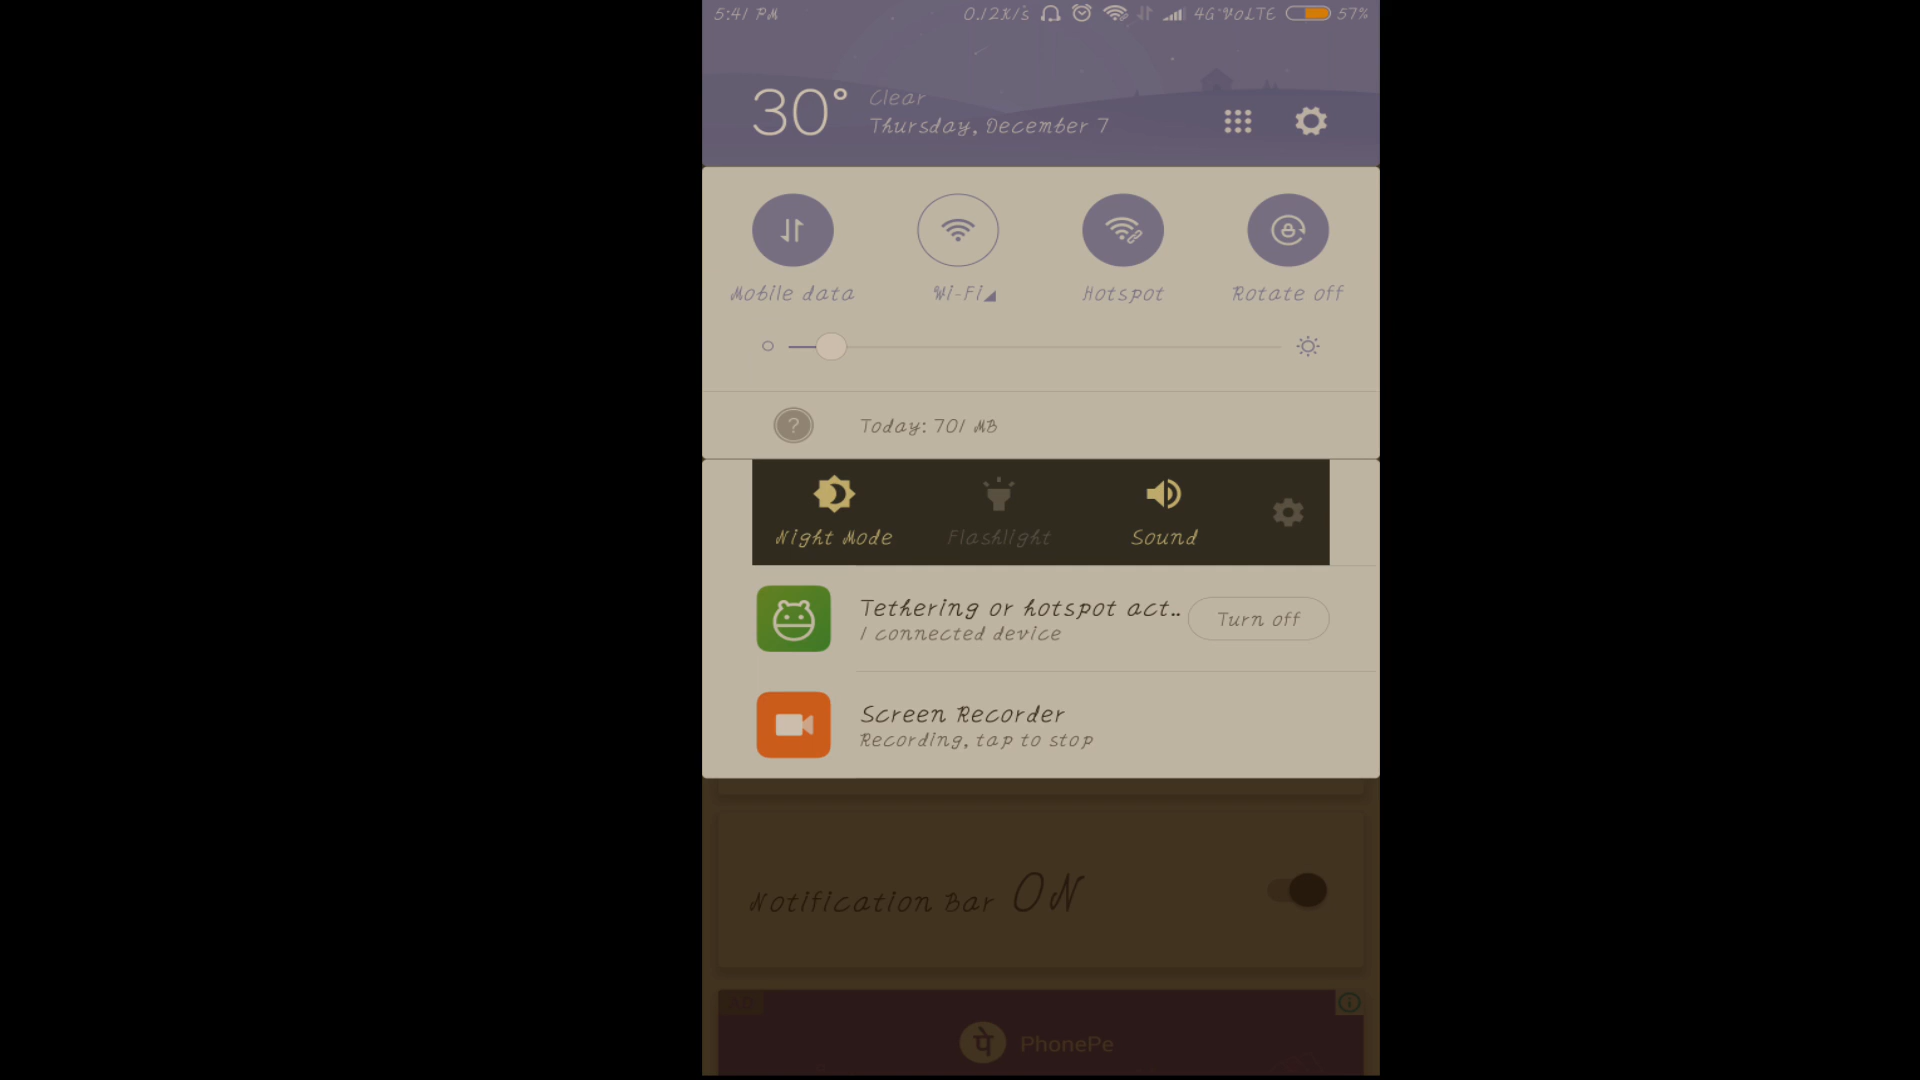 5:41 PM 0.12K/s 4G VoLTE 57%
30° Clear
Thursday, December 7
Mobile data Wi-Fi Hotspot Rotate off
? Today: 701 MB
Night Mode Flashlight Sound
Tethering or hotspot act..
1 connected device
Turn off
Screen Recorder
Recording, tap to stop
Notification Bar ON
पे PhonePe